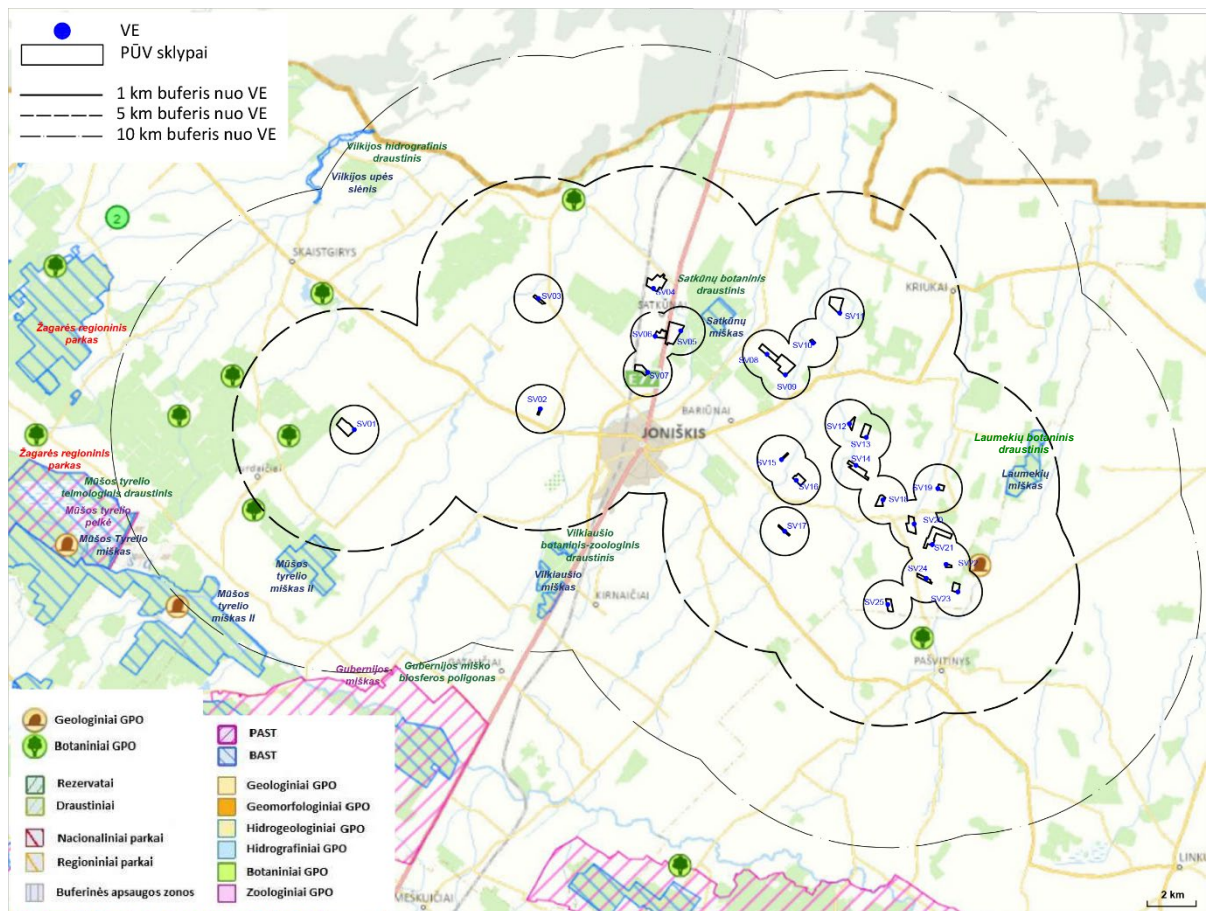 VE
PŪV sklypai
1 km buferis nuo VE
5 km buferis nuo VE
10 km buferis nuo VE
Vilkijos hidrografinis
draustinis
Vilkijos upės
slėnis
2
SKAISTGIRYS
Žagarės regioninis
parkas
SV03
SV04
SATKŪNAI
Satkūnų botaninis
draustinis
Satkūnų
miškas
SV06
SV05
SV07
E77
KRIUKAI
SV11
SV10
SV08
SV09
SV02
SV01
BARIŪNAI
JONIŠKIS
SV12
SV13
SV14
SV15
SV16
SV17
SV18
SV19
SV20
SV21
SV22
SV23
SV24
SV25
Laumekių botaninis
draustinis
Laumekių
miškas
Žagarės regioninis
parkas
Jurdaičiai
Mūšos tyrelio
telmologinis draustinis
Mūšos tyrelio
pelkė
Mūšos Tyrelio
miškas
Mūšos
tyrelio
miškas II
Mūšos
tyrelio
miškas II
Vilkiaušio
botaninis-zoologinis
draustinis
Vilkiaušio
miškas
KIRNAIČIAI
PAŠVITINYS
Gubernijos
miškas
GATAUČIAI
Gubernijos miško
biosferos poligonas
MEŠKUIČIAI
LINKU
2 km
Geologiniai GPO
Botaniniai GPO
Rezervatai
Draustiniai
Nacionaliniai parkai
Regioniniai parkai
Buferinės apsaugos zonos
PAST
BAST
Geologiniai GPO
Geomorfologiniai GPO
Hidrogeologiniai GPO
Hidrografiniai GPO
Botaniniai GPO
Zoologiniai GPO